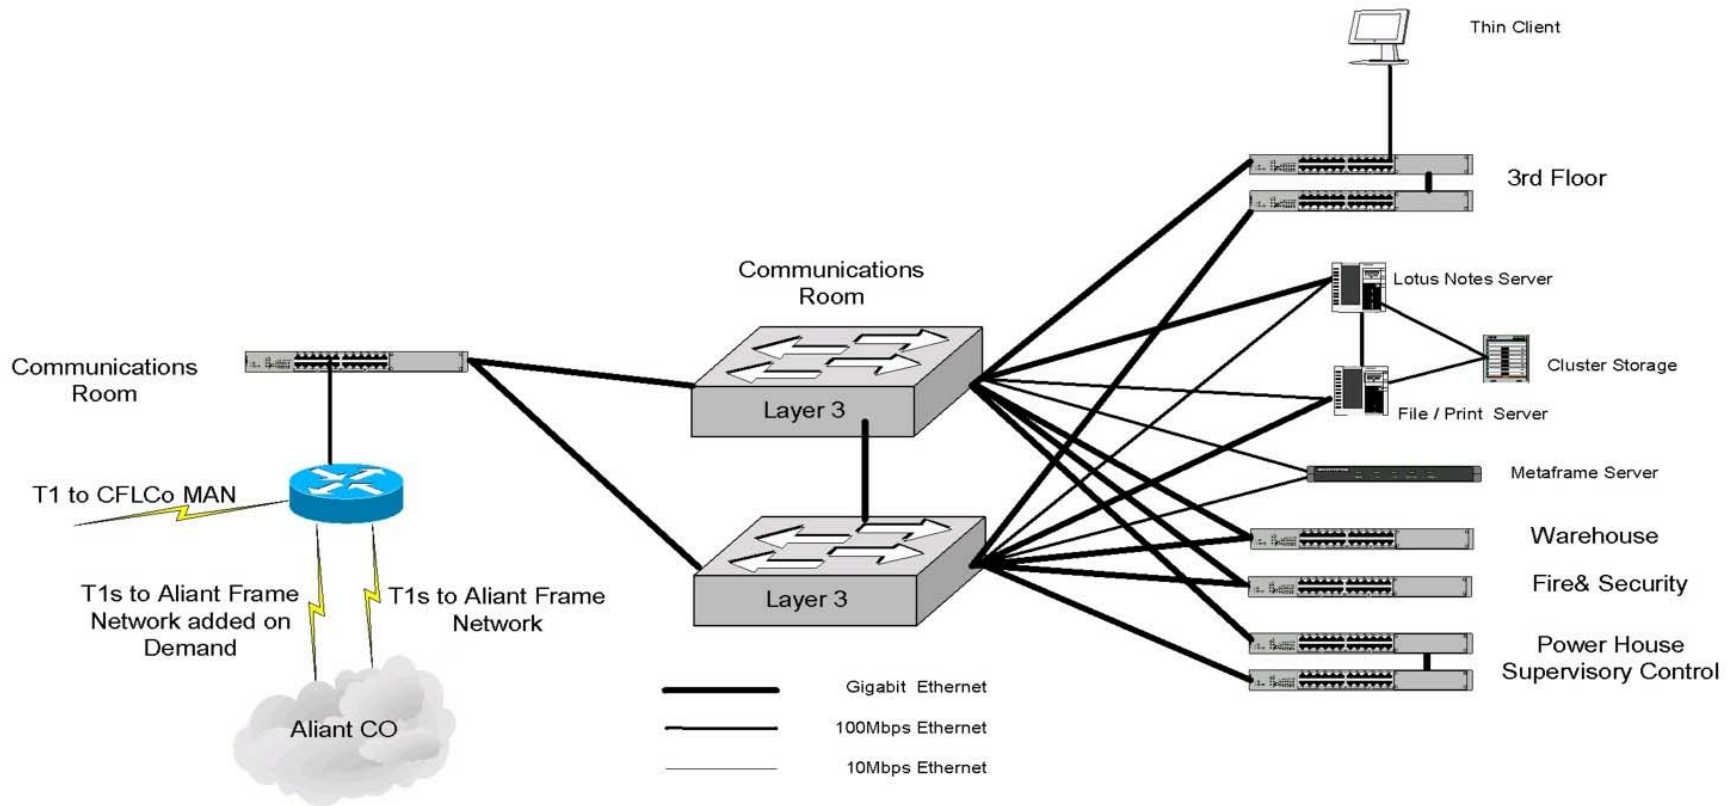 Thin Client
3rd Floor
Communications
Room
Lotus Notes Server
Communications
Room
Layer 3
Cluster Storage
File / Print  Server
Metaframe Server
T1 to CFLCo MAN
Warehouse
Layer 3
Fire& Security
T1s to Aliant Frame
Network added on
Demand
T1s to Aliant Frame
Network
Power House
Supervisory Control
Aliant CO
Gigabit  Ethernet
100Mbps Ethernet
10Mbps Ethernet